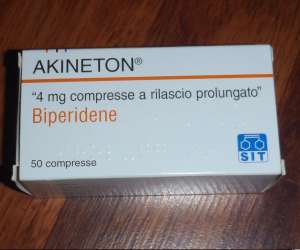 AKINETON®
"4 mg compresse a rilascio prolungato"
Biperidene
50 compresse
SIT